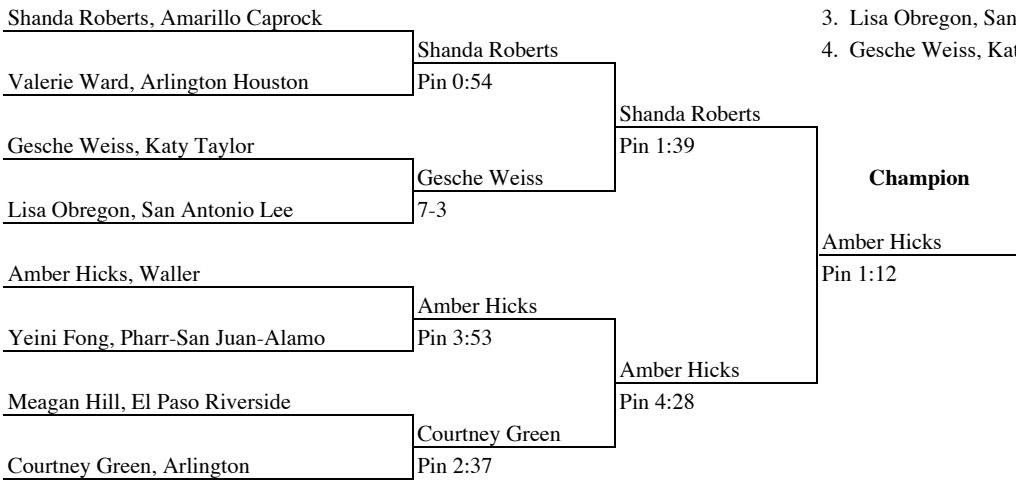 Shanda Roberts, Amarillo Caprock
3. Lisa Obregon, San
Shanda Roberts
4. Gesche Weiss,
Valerie Ward, Arlington Houston
Pin 0:54
Shanda Roberts
Gesche Weiss, Katy Taylor
Pin 1:39
Gesche Weiss
Champion
Lisa Obregon, San Antonio Lee
7-3
Amber Hicks
Amber Hicks, Waller
Pin 1:12
Amber Hicks
Yeini Fong, Pharr-San Juan-Alamo
Pin 3:53
Amber Hicks
Meagan Hill, El Paso Riverside
Pin 4:28
Courtney Green
Courtney Green, Arlington
Pin 2:37